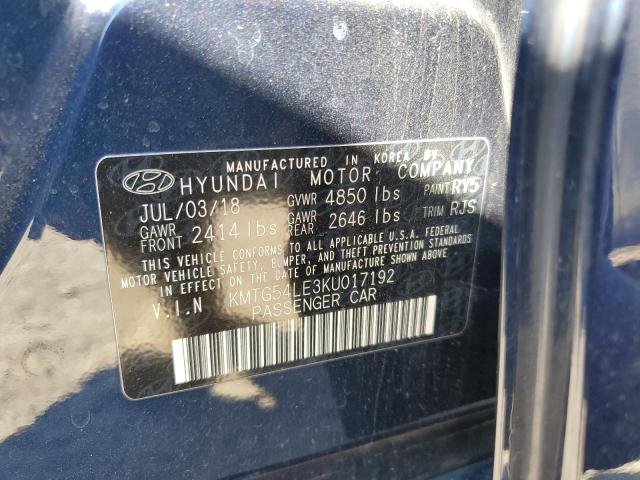 MANUFACTURED IN KOREA BY
HYUNDAI MOTOR COMPANY
JUL/03/18 GVWR 4850 lbs PAINT RY5
GAWR FRONT 2414 lbs GAWR REAR 2646 lbs TRIM RJS
THIS VEHICLE CONFORMS TO ALL APPLICABLE U.S.A. FEDERAL
MOTOR VEHICLE SAFETY, BUMPER, AND THEFT PREVENTION STANDARDS
IN EFFECT ON THE DATE OF MANUFACTURE SHOWN ABOVE.
V.I.N KMTG54LE3KU017192
PASSENGER CAR